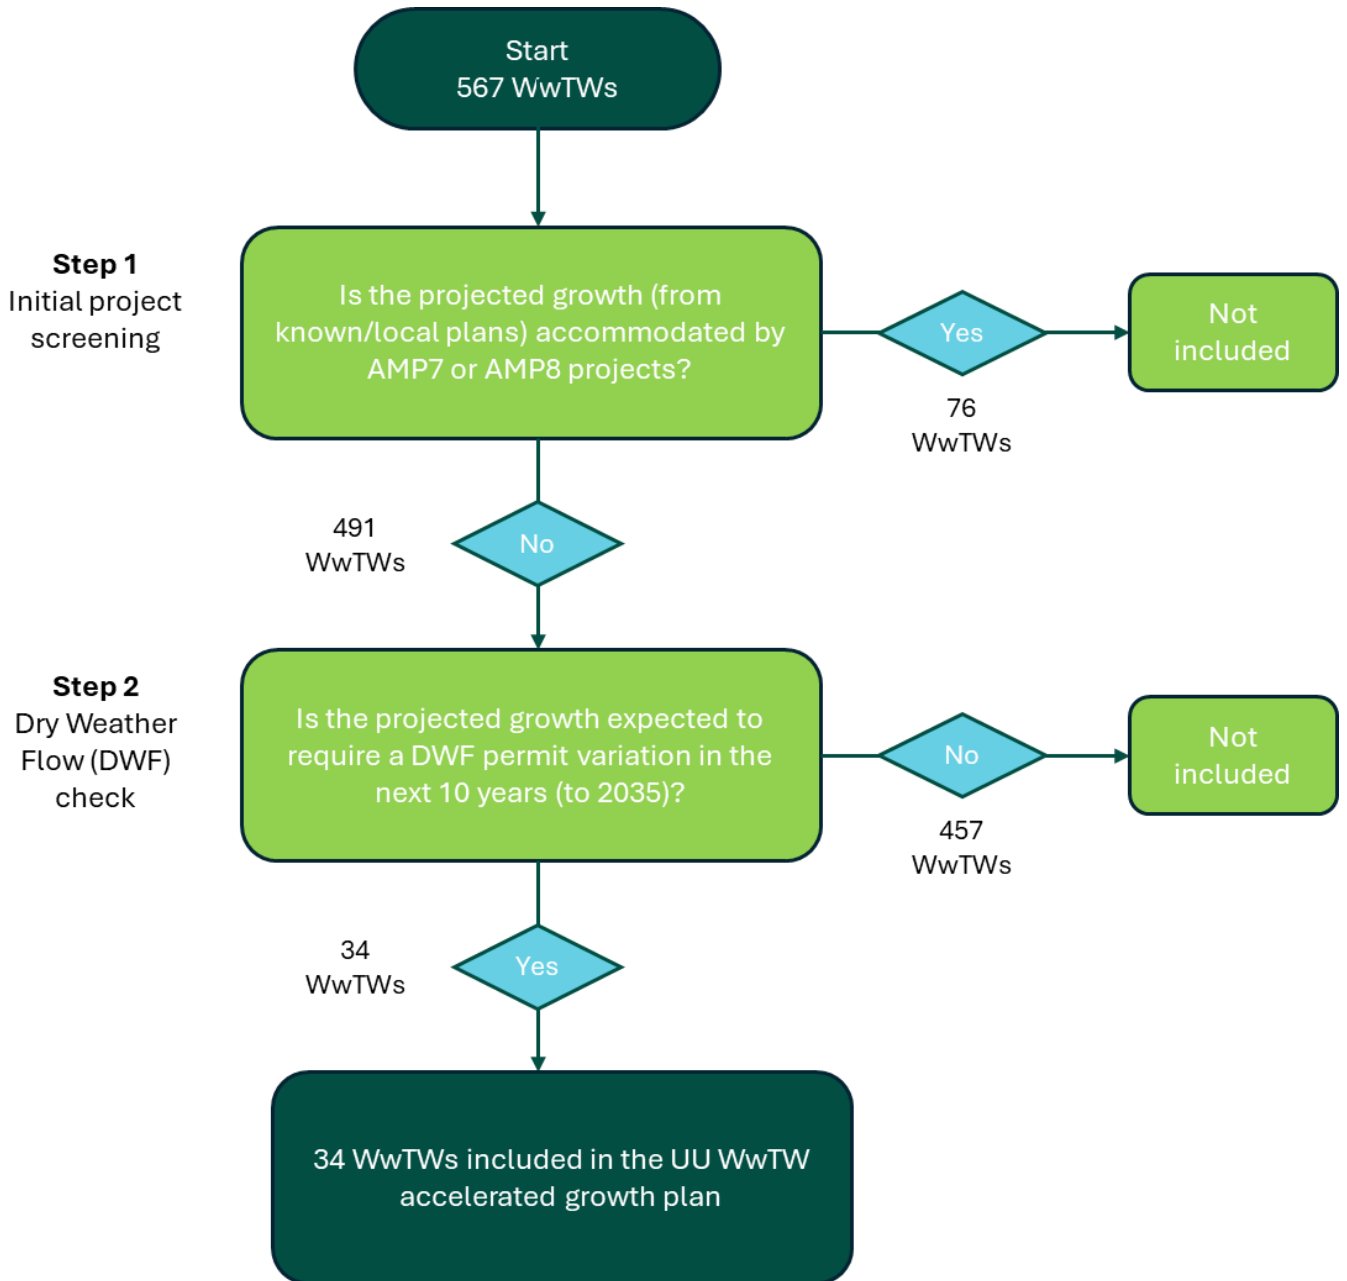 Start
567 WwTWs
Step 1
Initial project
screening
Is the projected growth (from
known/local plans) accommodated by
AMP7 or AMP8 projects?
Yes
76
WwTWs
Not
included
491
WwTWs
No
Step 2
Dry Weather
Flow (DWF)
check
Is the projected growth expected to
require a DWF permit variation in the
next 10 years (to 2035)?
No
457
WwTWs
Not
included
34
WwTWs
Yes
34 WwTWs included in the UU WwTW
accelerated growth plan